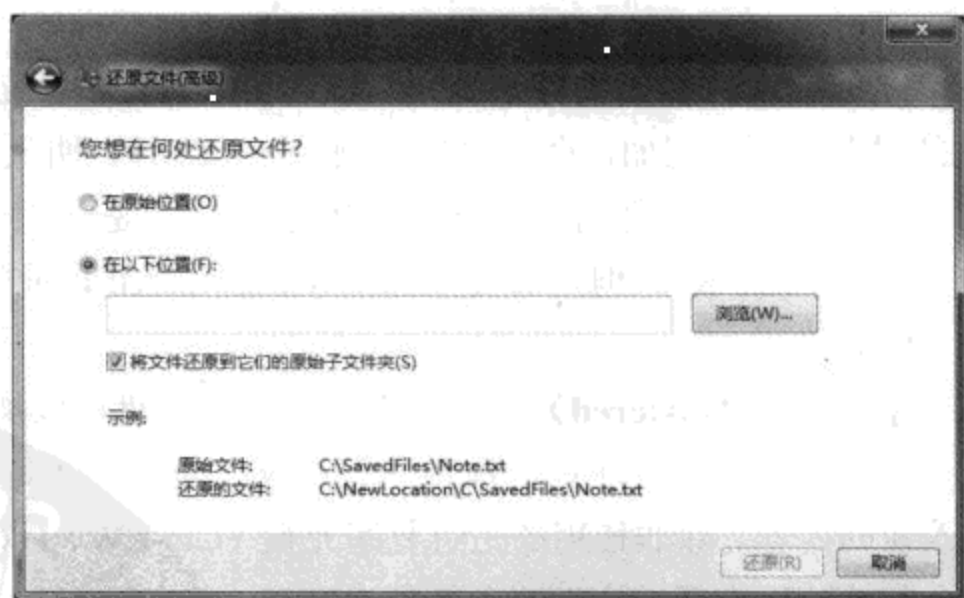 还原文件(高级)
您想在何处还原文件?
在原始位置(O)
在以下位置(F):
浏览(W)...
将文件还原到它们的原始子文件夹(S)
示例:
原始文件: C:\SavedFiles\Note.txt
还原的文件: C:\NewLocation\C\SavedFiles\Note.txt
还原(R) 取消